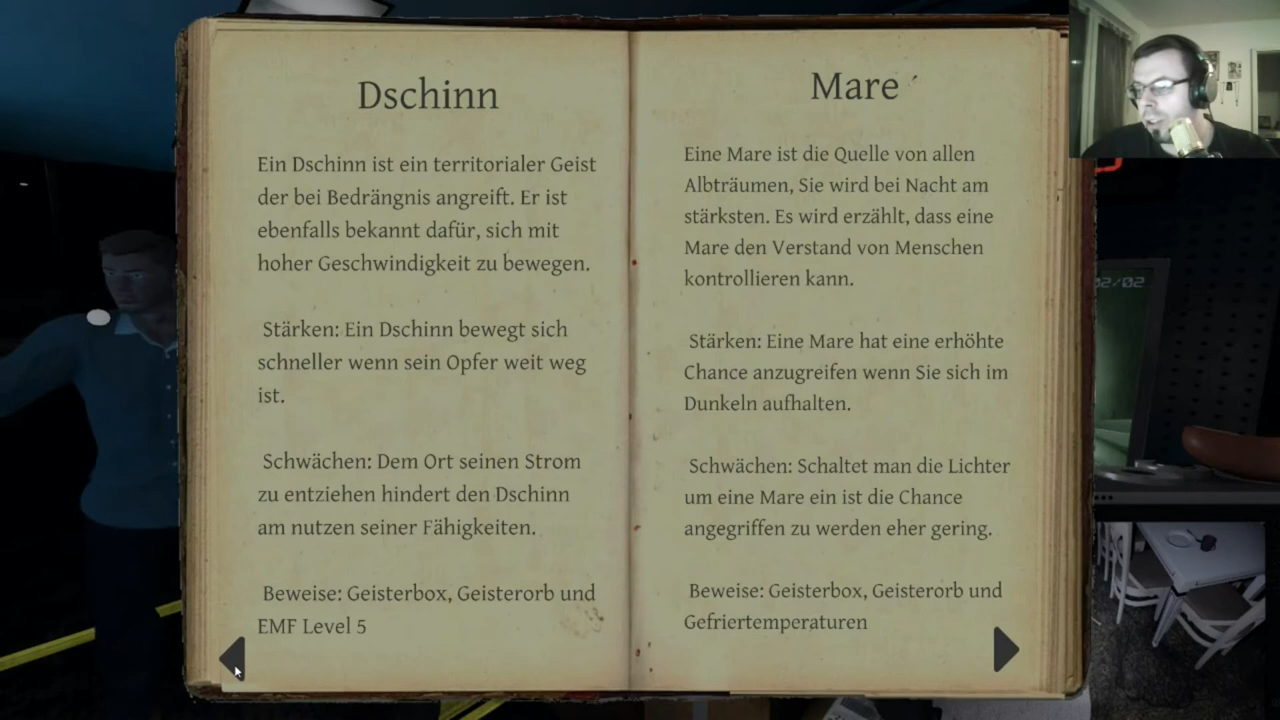 Dschinn
Ein Dschinn ist ein territorialer Geist
der bei Bedrängnis angreift. Er ist
ebenfalls bekannt dafür, sich mit
hoher Geschwindigkeit zu bewegen.
Stärken: Ein Dschinn bewegt sich
schneller wenn sein Opfer weit weg
ist.
Schwächen: Dem Ort seinen Strom
zu entziehen hindert den Dschinn
am nutzen seiner Fähigkeiten.
Beweise: Geisterbox, Geisterorb und
EMF Level 5
Mare
Eine Mare ist die Quelle von allen
Albträumen, Sie wird bei Nacht am
stärksten. Es wird erzählt, dass eine
Mare den Verstand von Menschen
kontrollieren kann.
Stärken: Eine Mare hat eine erhöhte
Chance anzugreifen wenn Sie sich im
Dunkeln aufhalten.
Schwächen: Schaltet man die Lichter
um eine Mare ein ist die Chance
angegriffen zu werden eher gering.
Beweise: Geisterbox, Geisterorb und
Gefriertemperaturen
02/02